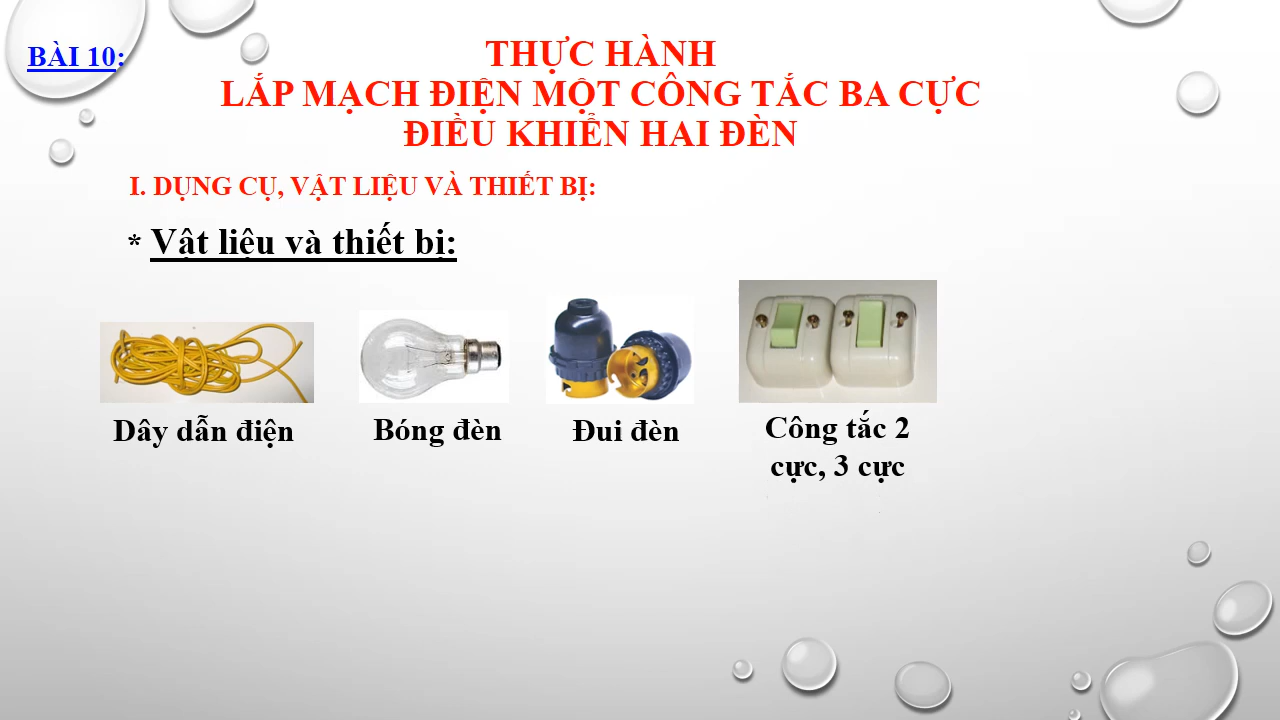 BÀI 10:
THỰC HÀNH
LẮP MẠCH ĐIỆN MỘT CÔNG TẮC BA CỰC
ĐIỀU KHIỂN HAI ĐÈN
I. DỤNG CỤ, VẬT LIỆU VÀ THIẾT BỊ:
* Vật liệu và thiết bị:
Dây dẫn điện
Bóng đèn
Đui đèn
Công tắc 2
cực, 3 cực